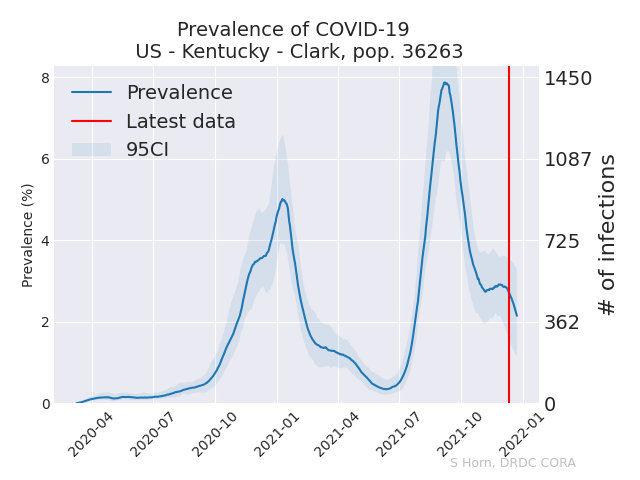 Prevalence of COVID-19
US - Kentucky - Clark, pop. 36263
Prevalence
Latest data
95CI
Prevalence (%)
8
6
4
2
0
1450
1087
725
362
0
# of infections
2020-04
2020-07
2020-10
2021-01
2021-04
2021-07
2021-10
2022-01
S Horn, DRDC CORA